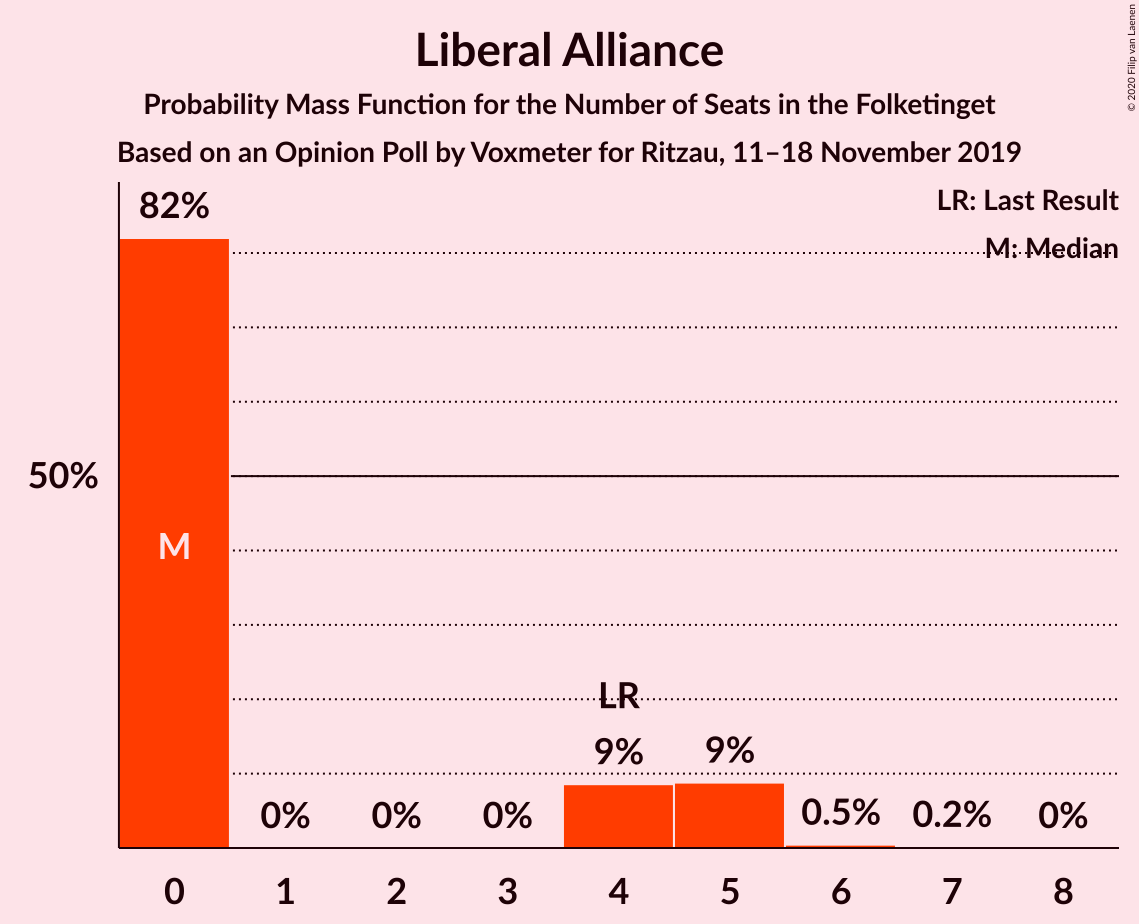 Liberal Alliance
Probability Mass Function for the Number of Seats in the Folketinget
Based on an Opinion Poll by Voxmeter for Ritzau, 11–18 November 2019
© 2020 Filip van Laenen
LR: Last Result
M: Median
82%
50%
M
LR
0%
0%
0%
9%
9%
0.5%
0.2%
0%
0
1
2
3
4
5
6
7
8